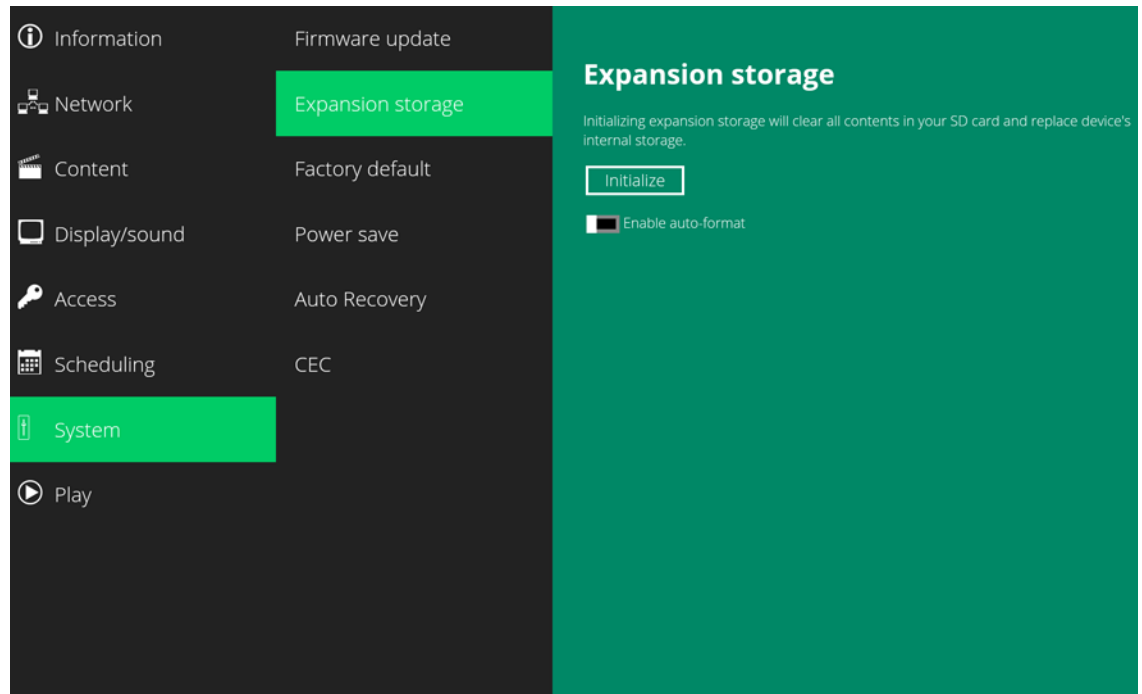 Information
Network
Content
Display/sound
Access
Scheduling
System
Play
Firmware update
Expansion storage
Factory default
Power save
Auto Recovery
CEC
Expansion storage
Initializing expansion storage will clear all contents in your SD card and replace device's
internal storage.
Initialize
Enable auto-format